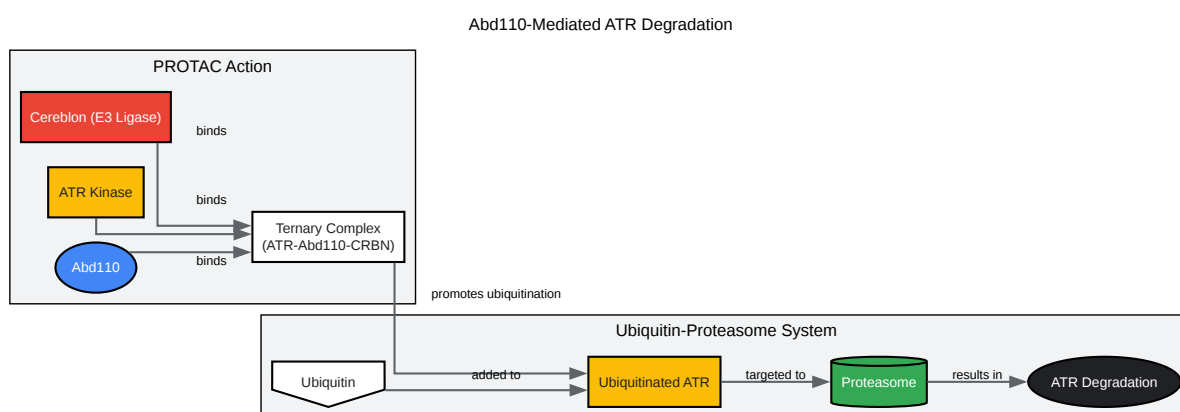 Abd110-Mediated ATR Degradation
PROTAC Action
Cereblon (E3 Ligase)
binds
ATR Kinase
binds
Ternary Complex
(ATR-Abd110-CRBN)
Abd110
binds
promotes ubiquitination
Ubiquitin-Proteasome System
Ubiquitin
added to
Ubiquitinated ATR
targeted to
Proteasome
results in
ATR Degradation